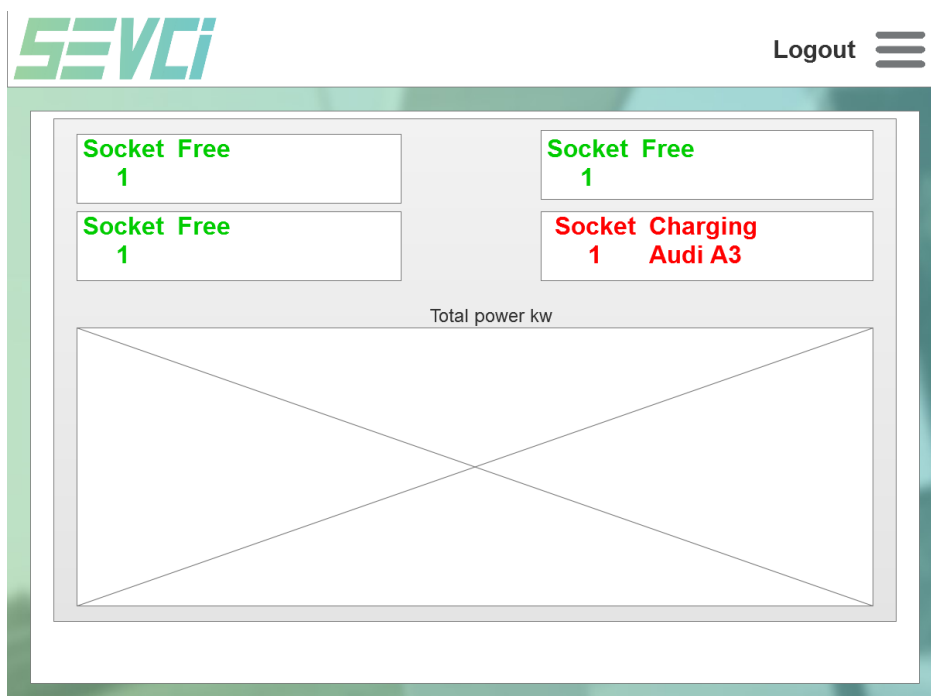 SEVCi
Logout
Socket Free
1
Socket Free
1
Socket Free
1
Socket Charging
1 Audi A3
Total power kw